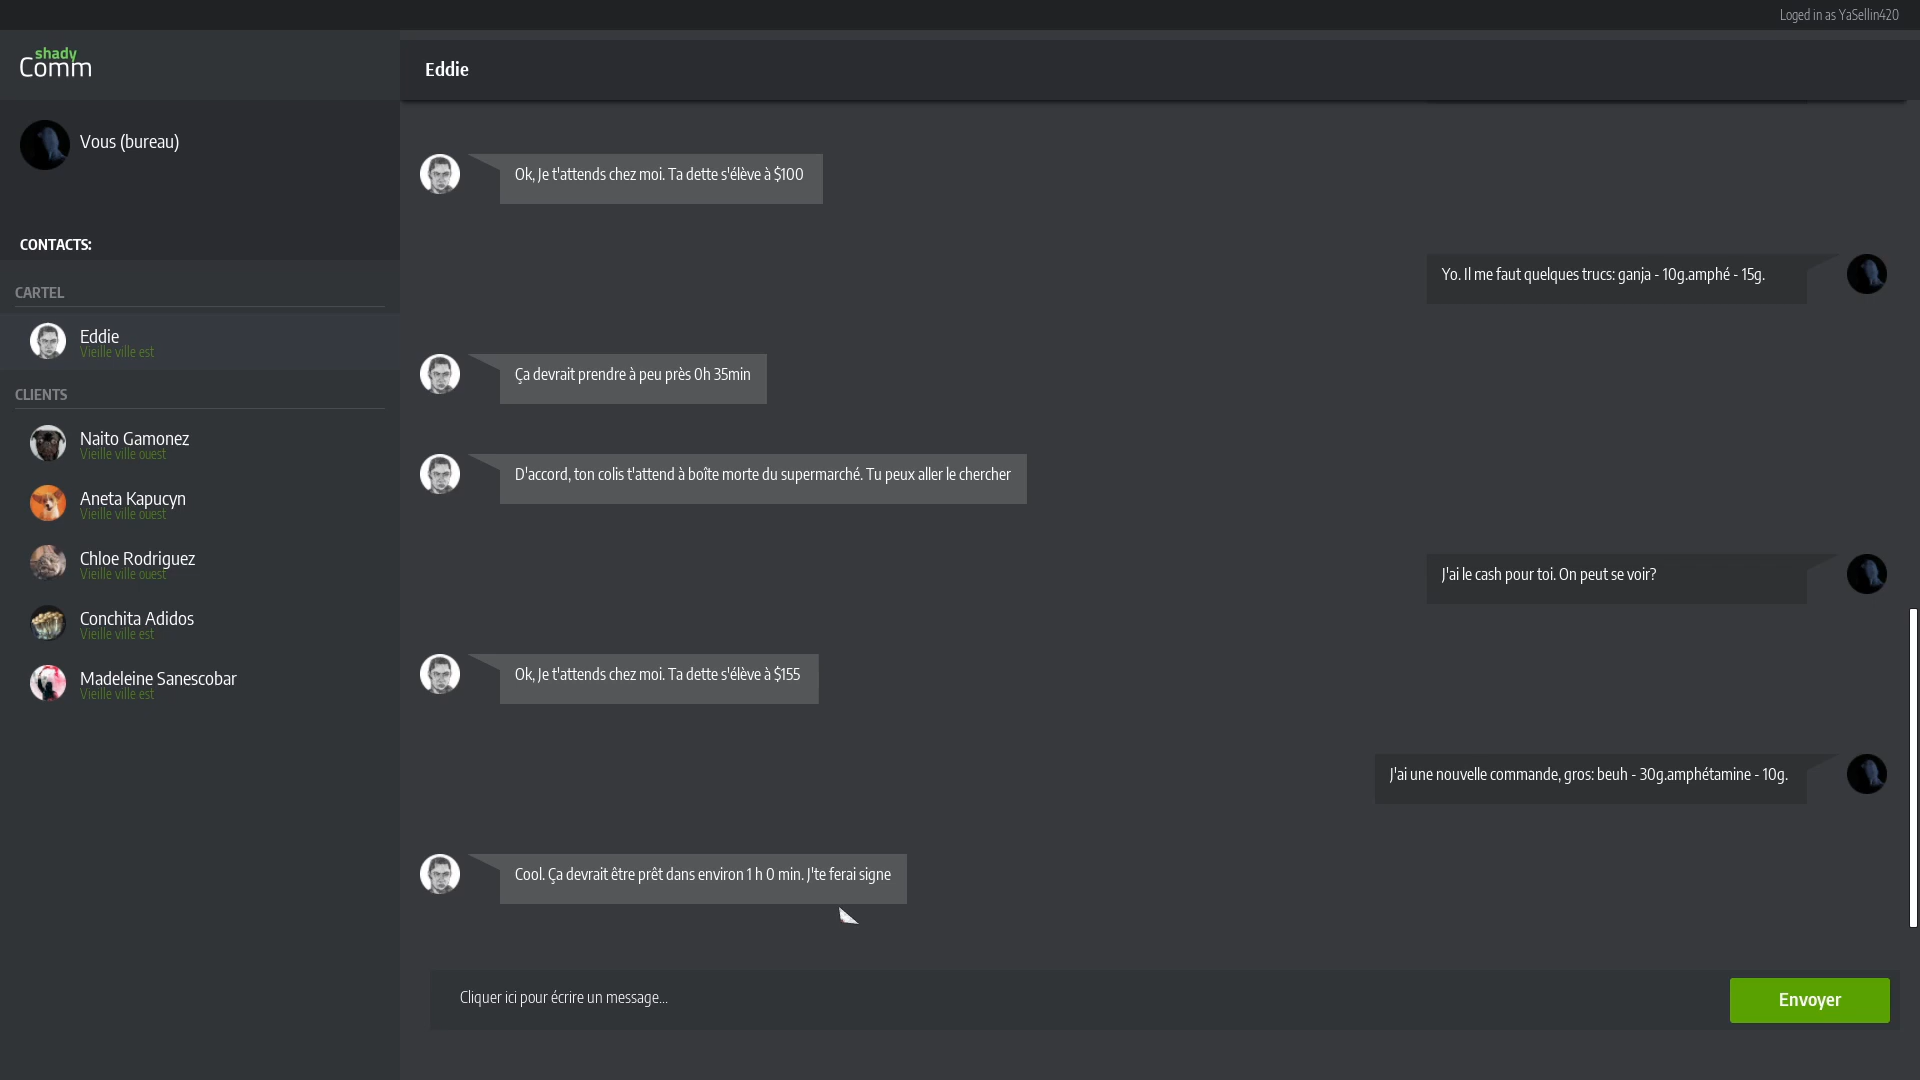 Loged in as YaSellin420
shady
Comm
Eddie
Vous (bureau)
CONTACTS:
CARTEL
Eddie
Vieille ville est
CLIENTS
Naito Gamonez
Vieille ville ouest
Aneta Kapucyn
Vieille ville ouest
Chloe Rodriguez
Vieille ville ouest
Conchita Adidos
Vieille ville est
Madeleine Sanescobar
Vieille ville est
Ok, Je t'attends chez moi. Ta dette s'élève à $100
Yo. Il me faut quelques trucs: ganja - 10g.amphé - 15g.
Ça devrait prendre à peu près 0h 35min
D'accord, ton colis t'attend à boîte morte du supermarché. Tu peux aller le chercher
J'ai le cash pour toi. On peut se voir?
Ok, Je t'attends chez moi. Ta dette s'élève à $155
J'ai une nouvelle commande, gros: beuh - 30g.amphétamine - 10g.
Cool. Ça devrait être prêt dans environ 1 h 0 min. J'te ferai signe
Cliquer ici pour écrire un message...
Envoyer